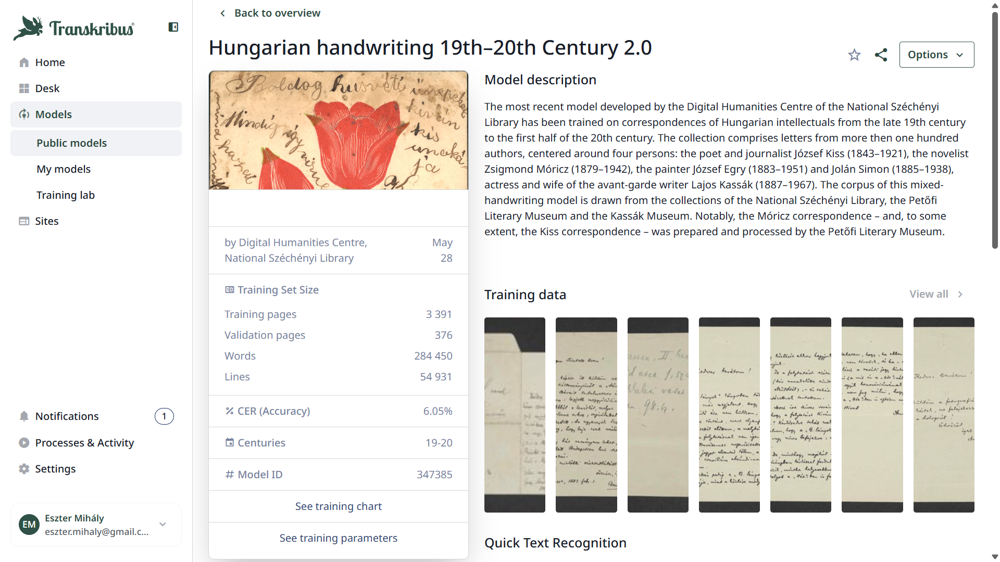 Transkribus®
Home
Desk
Models
Public models
My models
Training lab
Sites
Notifications
1
Processes & Activity
Settings
EM
Eszter Mihály
eszter.mihaly@gmail.c...
Back to overview
Hungarian handwriting 19th–20th Century 2.0
Options
Boldog husvéti ünnepeket
kiván
kis
unoká-
ja
Mindig így
by Digital Humanities Centre,
National Széchényi Library
May
28
Training Set Size
Training pages 3 391
Validation pages 376
Words 284 450
Lines 54 931
CER (Accuracy) 6.05%
Centuries 19-20
Model ID 347385
See training chart
See training parameters
Model description
The most recent model developed by the Digital Humanities Centre of the National Széchényi
Library has been trained on correspondences of Hungarian intellectuals from the late 19th century
to the first half of the 20th century. The collection comprises letters from more then one hundred
authors, centered around four persons: the poet and journalist József Kiss (1843–1921), the novelist
Zsigmond Móricz (1879–1942), the painter József Egry (1883–1951) and Jolán Simon (1885–1938),
actress and wife of the avant-garde writer Lajos Kassák (1887–1967). The corpus of this mixed-
handwriting model is drawn from the collections of the National Széchényi Library, the Petőfi
Literary Museum and the Kassák Museum. Notably, the Móricz correspondence – and, to some
extent, the Kiss correspondence – was prepared and processed by the Petőfi Literary Museum.
Training data
View all
Kedves Barátom!
Quick Text Recognition